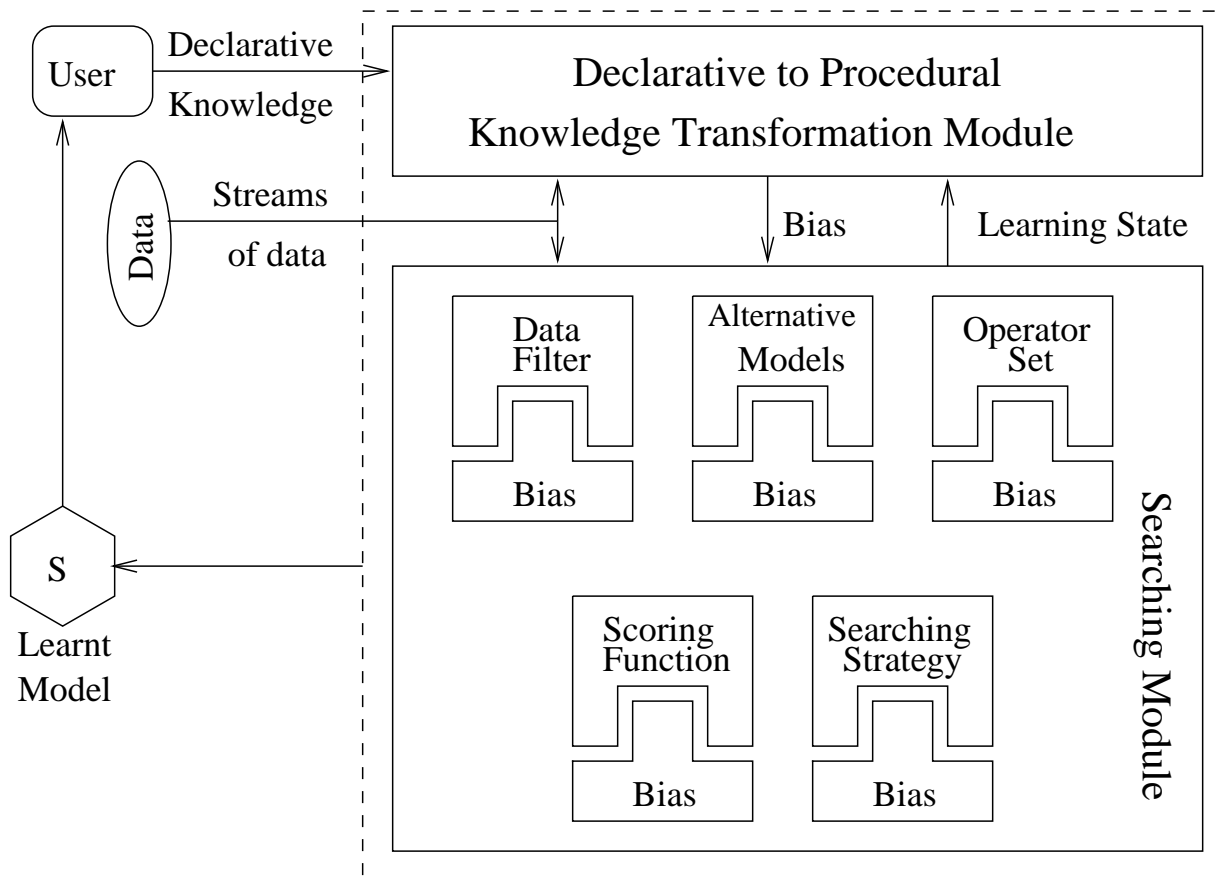 User
Declarative
Knowledge
Declarative to Procedural
Knowledge Transformation Module
Data
Streams
of data
Bias
Learning State
Data
Filter
Bias
Alternative
Models
Bias
Operator
Set
Bias
Scoring
Function
Bias
Searching
Strategy
Bias
Searching Module
S
Learnt
Model